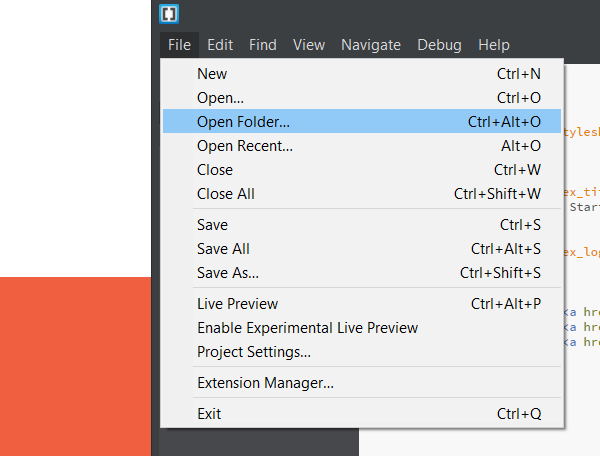 File Edit Find View Navigate Debug Help
New Ctrl+N
Open... Ctrl+O
Open Folder... Ctrl+Alt+O
Open Recent... Alt+O
Close Ctrl+W
Close All Ctrl+Shift+W
Save Ctrl+S
Save All Ctrl+Alt+S
Save As... Ctrl+Shift+S
Live Preview Ctrl+Alt+P
Enable Experimental Live Preview
Project Settings...
Extension Manager...
Exit Ctrl+Q
tylesh
ex_tit
Start
ex_log
<a hre
<a hre
<a hre